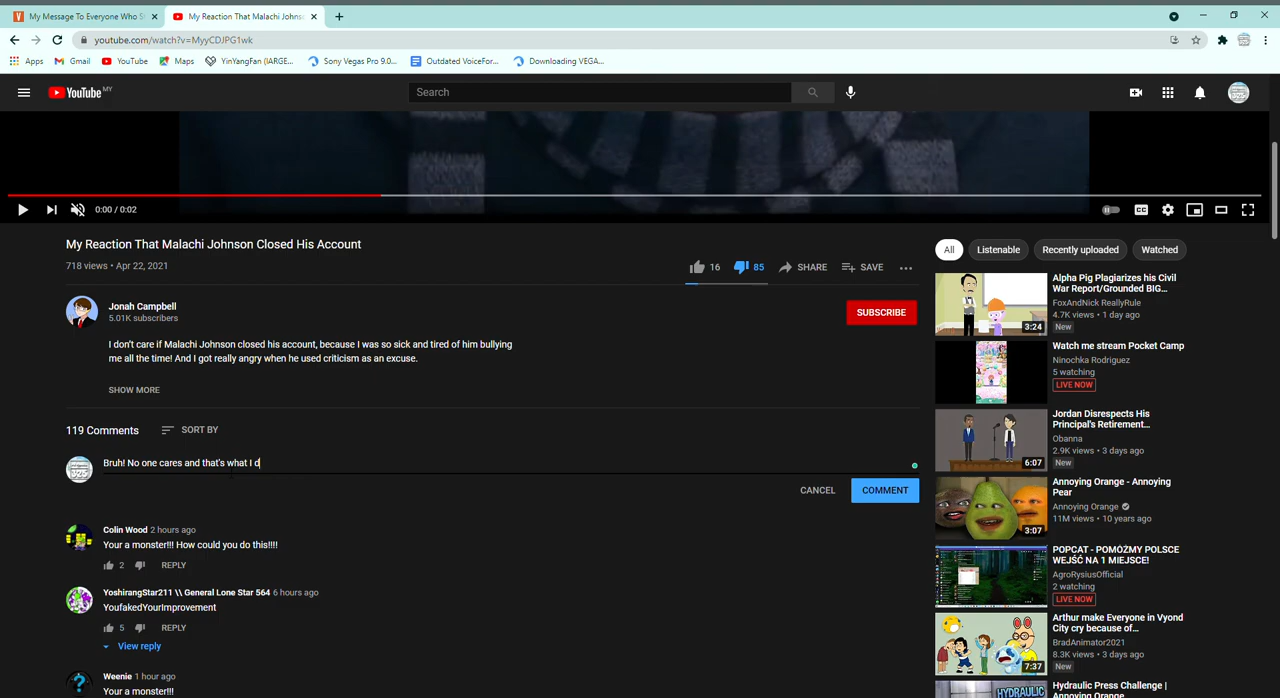 My Message To Everyone Who S
My Reaction That Malachi Johnso
youtube.com/watch?v=MyyCDJPG1wk
Apps
Gmail
YouTube
Maps
YinYangFan (lARGE...
Sony Vegas Pro 9.0...
Outdated VoiceFor...
Downloading VEGA...
YouTube MY
Search
0:00 / 0:02
CC
My Reaction That Malachi Johnson Closed His Account
718 views • Apr 22, 2021
16
85
SHARE
SAVE
Jonah Campbell
5.01K subscribers
SUBSCRIBE
I don't care if Malachi Johnson closed his account, because I was so sick and tired of him bullying
me all the time! And I got really angry when he used criticism as an excuse.
SHOW MORE
119 Comments
SORT BY
Bruh! No one cares and that's what I d
CANCEL
COMMENT
Colin Wood 2 hours ago
Your a monster!!! How could you do this!!!!
2
REPLY
YoshirangStar211 \\ General Lone Star 564 6 hours ago
YoufakedYourImprovement
5
REPLY
View reply
Weenie 1 hour ago
Your a monster!!!
All
Listenable
Recently uploaded
Watched
Alpha Pig Plagiarizes his Civil
War Report/Grounded BIG...
FoxAndNick ReallyRule
4.7K views • 1 day ago
New
3:24
Watch me stream Pocket Camp
Ninochka Rodriguez
5 watching
LIVE NOW
Jordan Disrespects His
Principal's Retirement...
Obanna
2.9K views • 3 days ago
New
6:07
Annoying Orange - Annoying
Pear
Annoying Orange
11M views • 10 years ago
3:07
POPCAT - POMÓŻMY POLSCE
WEJŚĆ NA 1 MIEJSCE!
AgroRysiusOfficial
2 watching
LIVE NOW
Arthur make Everyone in Vyond
City cry because of...
BradAnimator2021
8.3K views • 3 days ago
New
7:37
Hydraulic Press Challenge |
Annoying Orange
HYDRAULIC